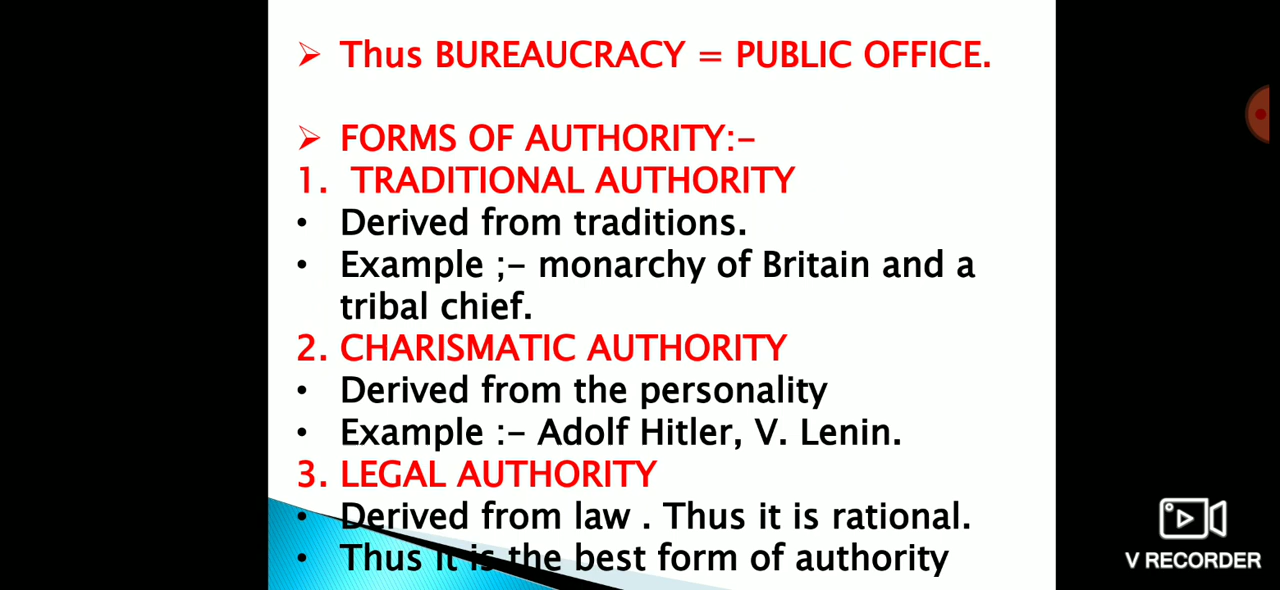 ➢ Thus BUREAUCRACY = PUBLIC OFFICE.
➢ FORMS OF AUTHORITY:-
1. TRADITIONAL AUTHORITY
• Derived from traditions.
• Example ;- monarchy of Britain and a
tribal chief.
2. CHARISMATIC AUTHORITY
• Derived from the personality
• Example :- Adolf Hitler, V. Lenin.
3. LEGAL AUTHORITY
• Derived from law . Thus it is rational.
• Thus it is the best form of authority
V RECORDER